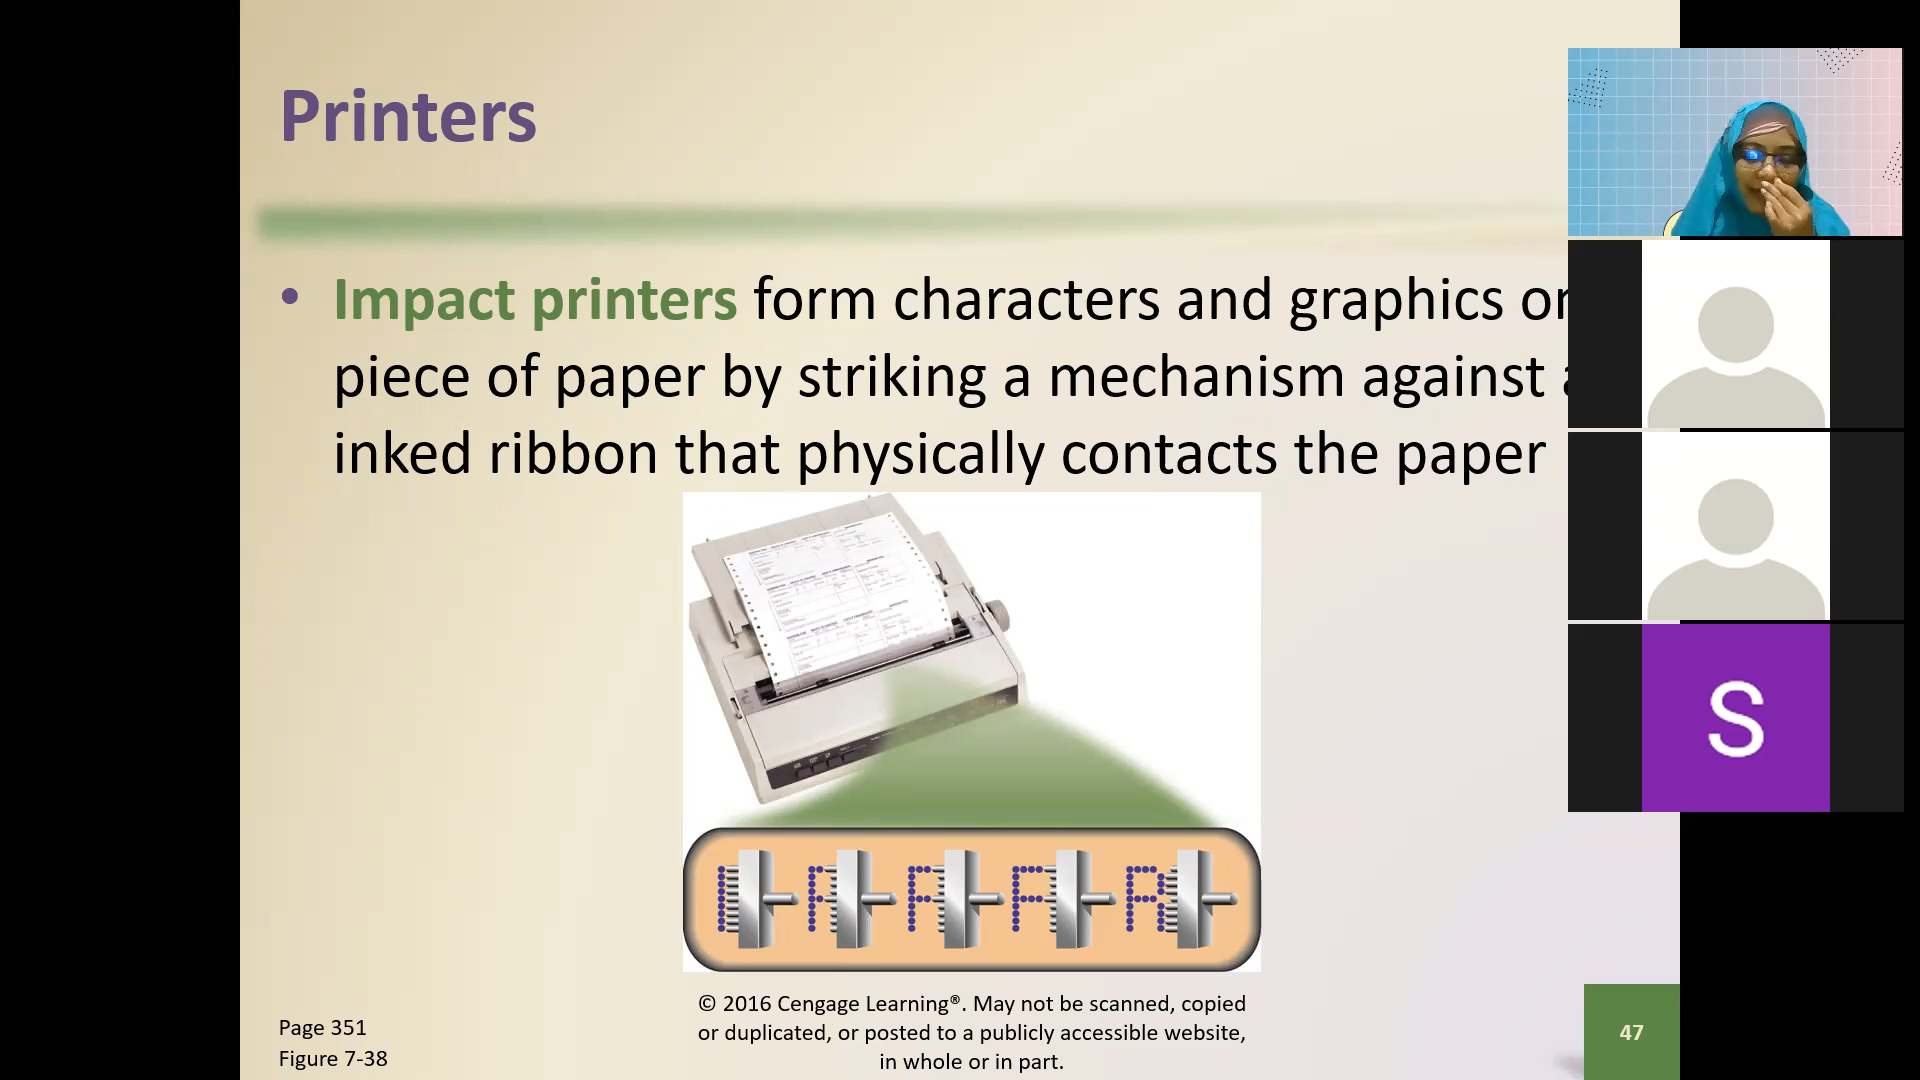 Printers
• Impact printers form characters and graphics on
piece of paper by striking a mechanism against
inked ribbon that physically contacts the paper
© 2016 Cengage Learning®. May not be scanned, copied
or duplicated, or posted to a publicly accessible website,
in whole or in part.
Page 351
Figure 7-38
47
S